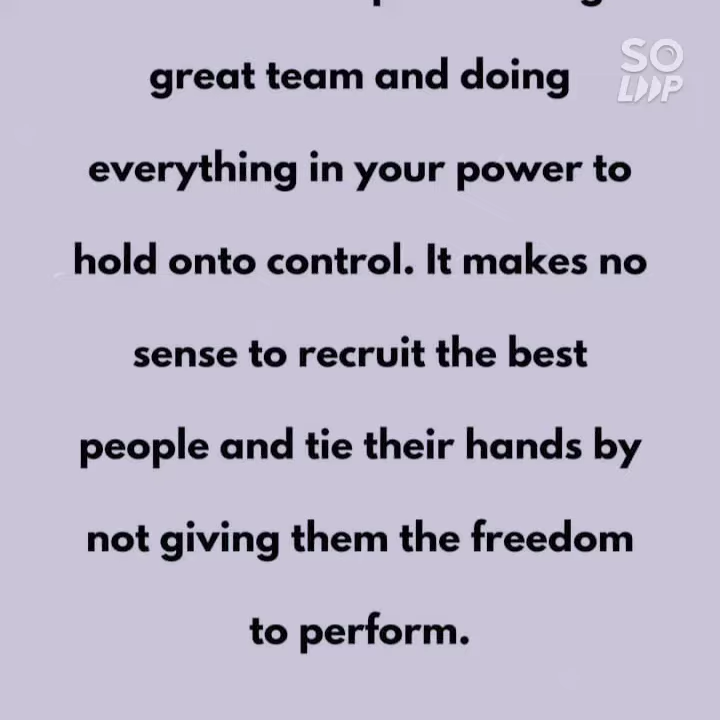 SO
LOOP
great team and doing
everything in your power to
hold onto control. It makes no
sense to recruit the best
people and tie their hands by
not giving them the freedom
to perform.